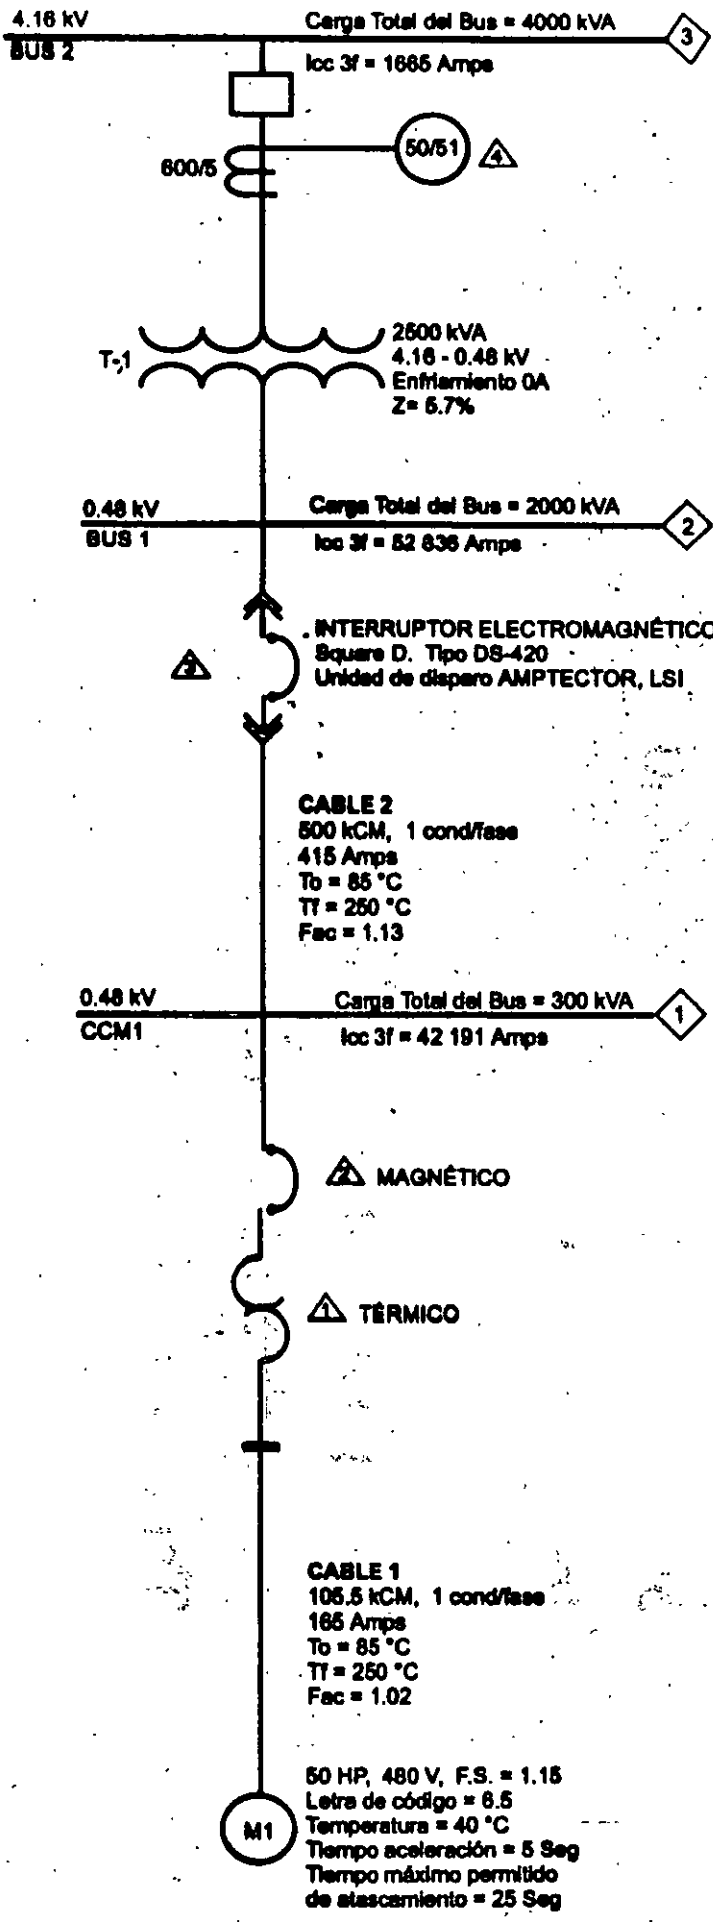 4.16 kV
BUS 2
Carga Total del Bus = 4000 kVA
Icc 3f = 1665 Amps
3
600/5
50/51
4
T-1
2500 kVA
4.16 - 0.48 kV
Enfriamiento 0A
Z= 5.7%
0.48 kV
BUS 1
Carga Total del Bus = 2000 kVA
Icc 3f = 52 836 Amps
2
3
INTERRUPTOR ELECTROMAGNÉTICO
Square D. Tipo DS-420
Unidad de disparo AMPTECTOR, LSI
CABLE 2
500 kCM, 1 cond/fase
415 Amps
To = 85 °C
Tf = 250 °C
Fac = 1.13
0.48 kV
CCM1
Carga Total del Bus = 300 kVA
Icc 3f = 42 191 Amps
1
2 MAGNÉTICO
1 TÉRMICO
CABLE 1
105.5 kCM, 1 cond/fase
165 Amps
To = 85 °C
Tf = 250 °C
Fac = 1.02
M1
50 HP, 480 V, F.S. = 1.15
Letra de código = 6.5
Temperatura = 40 °C
Tiempo aceleración = 5 Seg
Tiempo máximo permitido
de atascamiento = 25 Seg